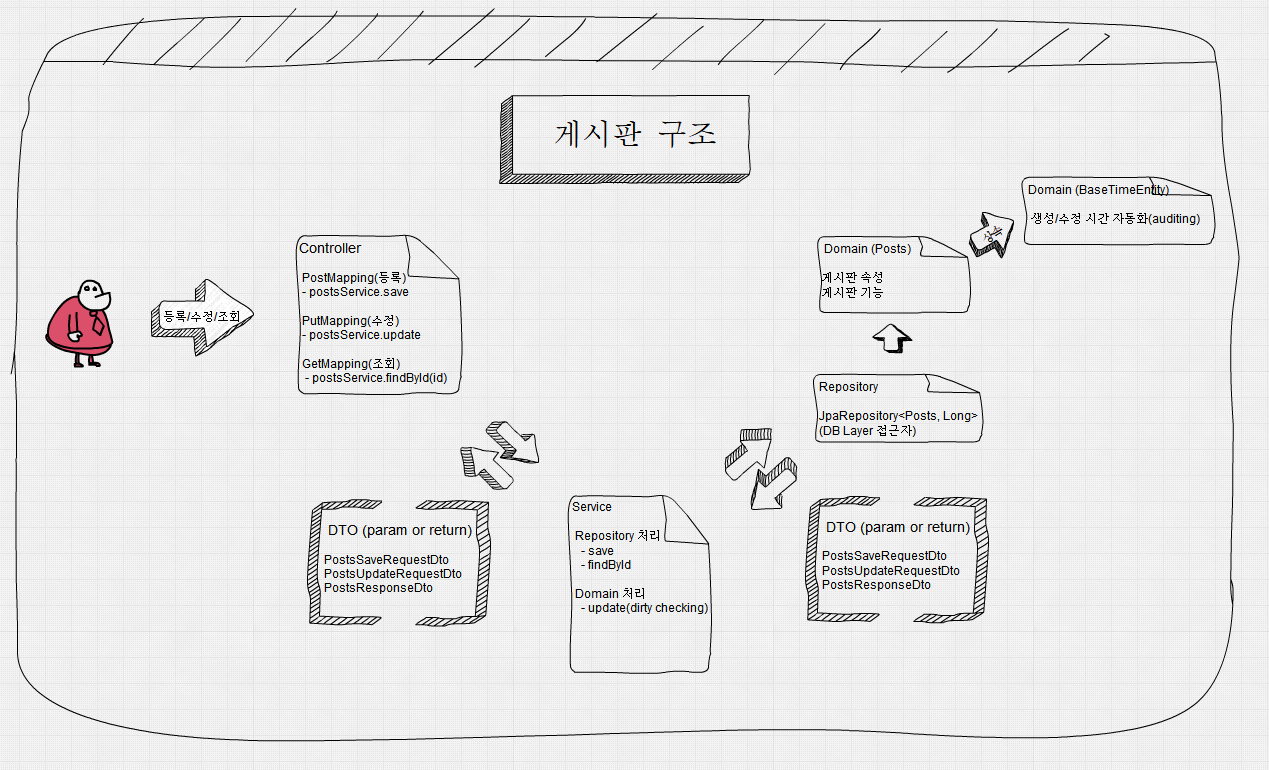 게시판 구조
등록/수정/조회
Controller
PostMapping(등록)
- postsService.save
PutMapping(수정)
- postsService.update
GetMapping(조회)
- postsService.findById(id)
DTO (param or return)
PostsSaveRequestDto
PostsUpdateRequestDto
PostsResponseDto
Service
Repository 처리
- save
- findById
Domain 처리
- update(dirty checking)
DTO (param or return)
PostsSaveRequestDto
PostsUpdateRequestDto
PostsResponseDto
Repository
JpaRepository<Posts, Long>
(DB Layer 접근자)
Domain (Posts)
게시판 속성
게시판 기능
상속
Domain (BaseTimeEntity)
생성/수정 시간 자동화(auditing)